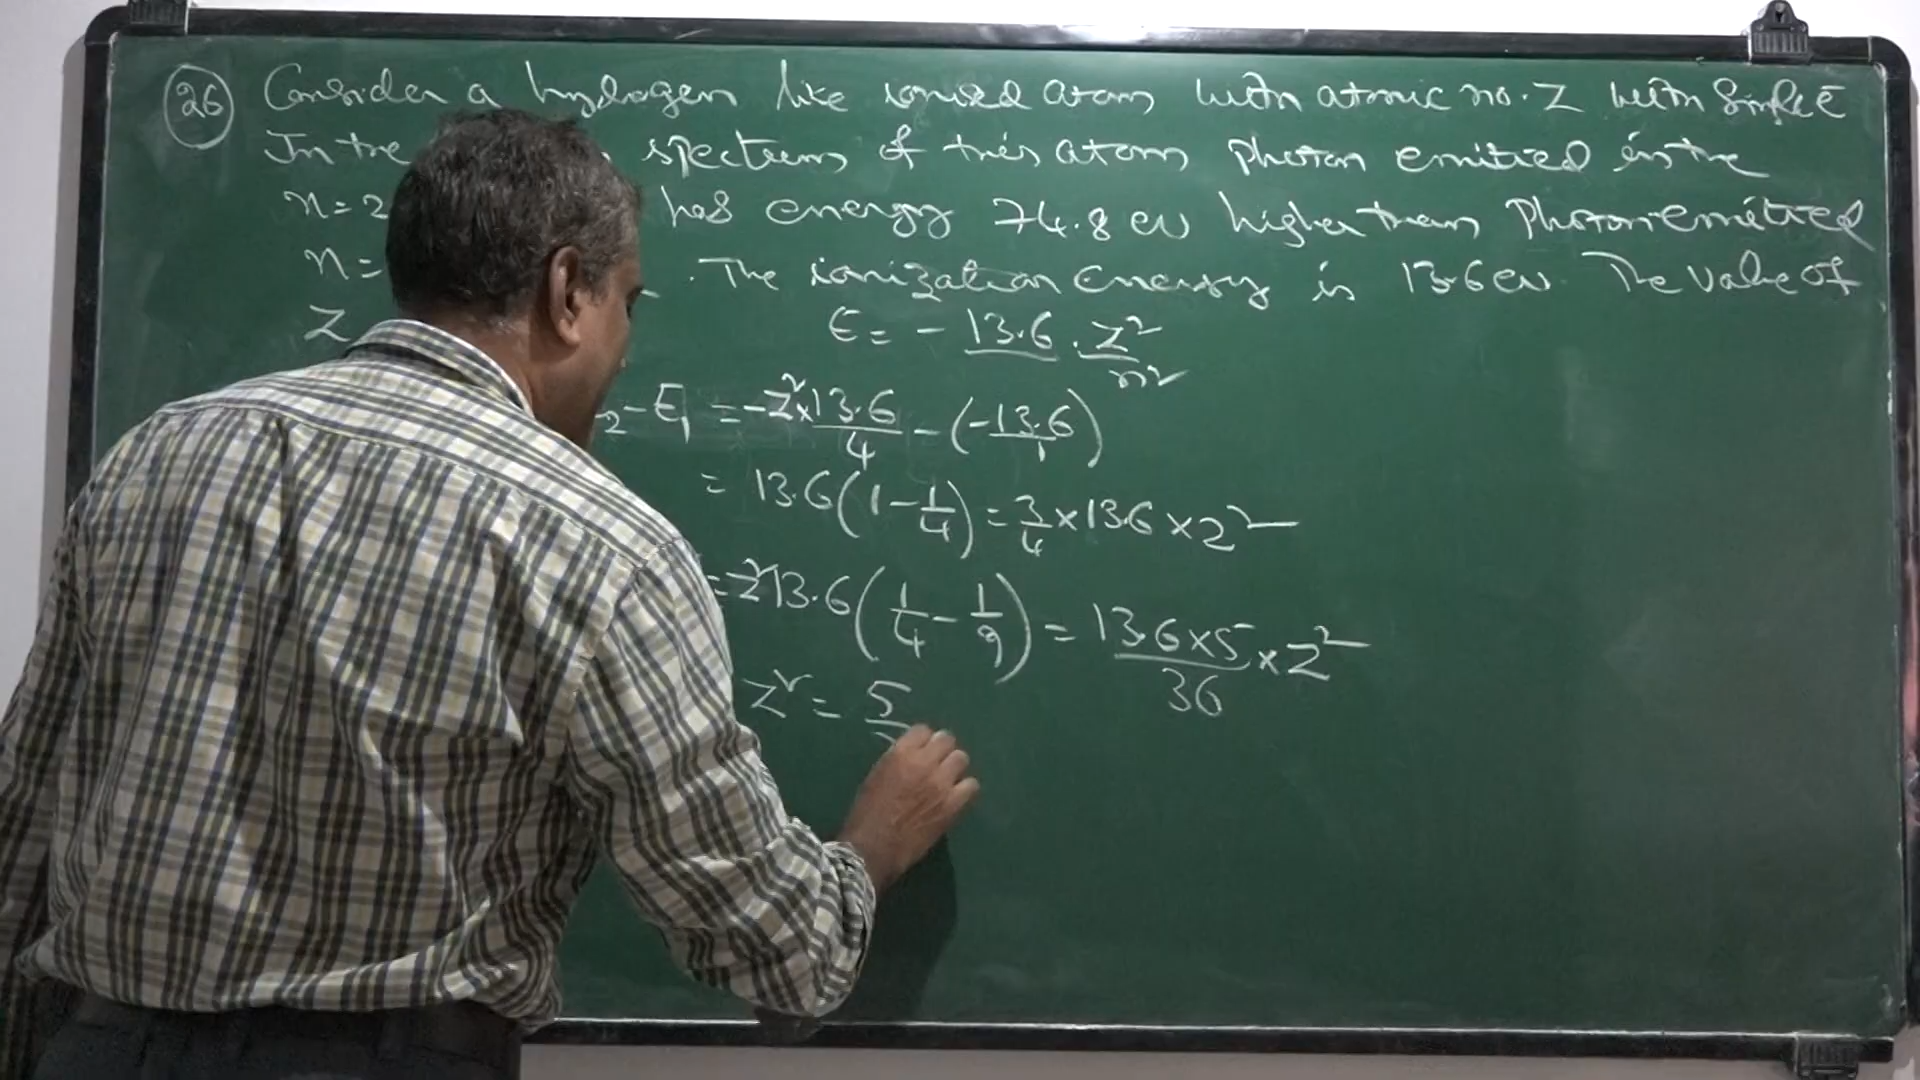 26 Consider a hydrogen like ionised atom with atomic no. Z with single e
In the spectrum of this atom photon emitted in the
n=2 has energy 74.8 eV higher than photon emitted
n= . The ionization energy is 13.6 eV The value of
Z
E = - 13.6 . Z²/n²
2 - E₁ = -Z² x 13.6/4 - (-13.6/1)
= 13.6(1 - 1/4) = 3/4 x 13.6 x Z²
= Z² 13.6(1/4 - 1/9) = 13.6x5/36 x Z²
Z² = 5